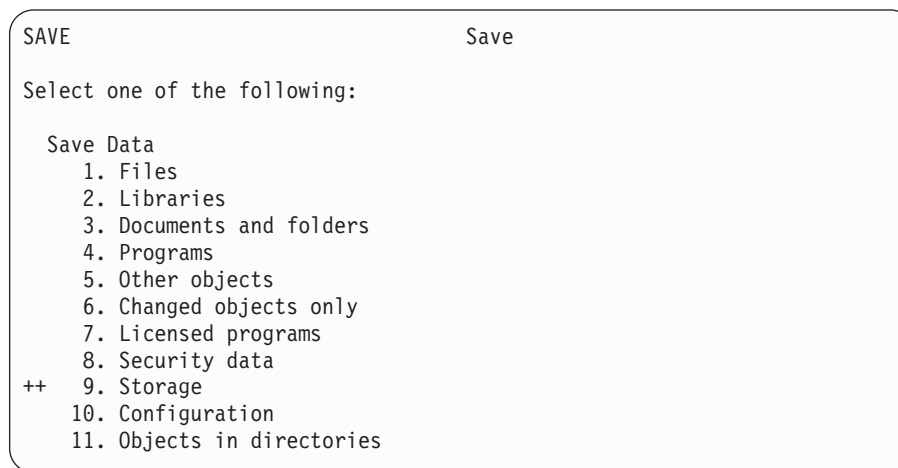 SAVE Save
Select one of the following:
Save Data
1. Files
2. Libraries
3. Documents and folders
4. Programs
5. Other objects
6. Changed objects only
7. Licensed programs
8. Security data
++ 9. Storage
10. Configuration
11. Objects in directories